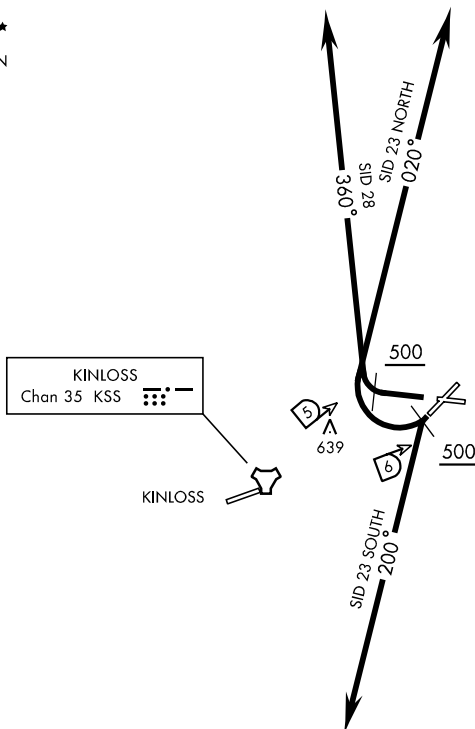 N
SID 23 NORTH
020°
SID 28
360°
500
KINLOSS
Chan 35 KSS
5
639
6
500
KINLOSS
SID 23 SOUTH
200°